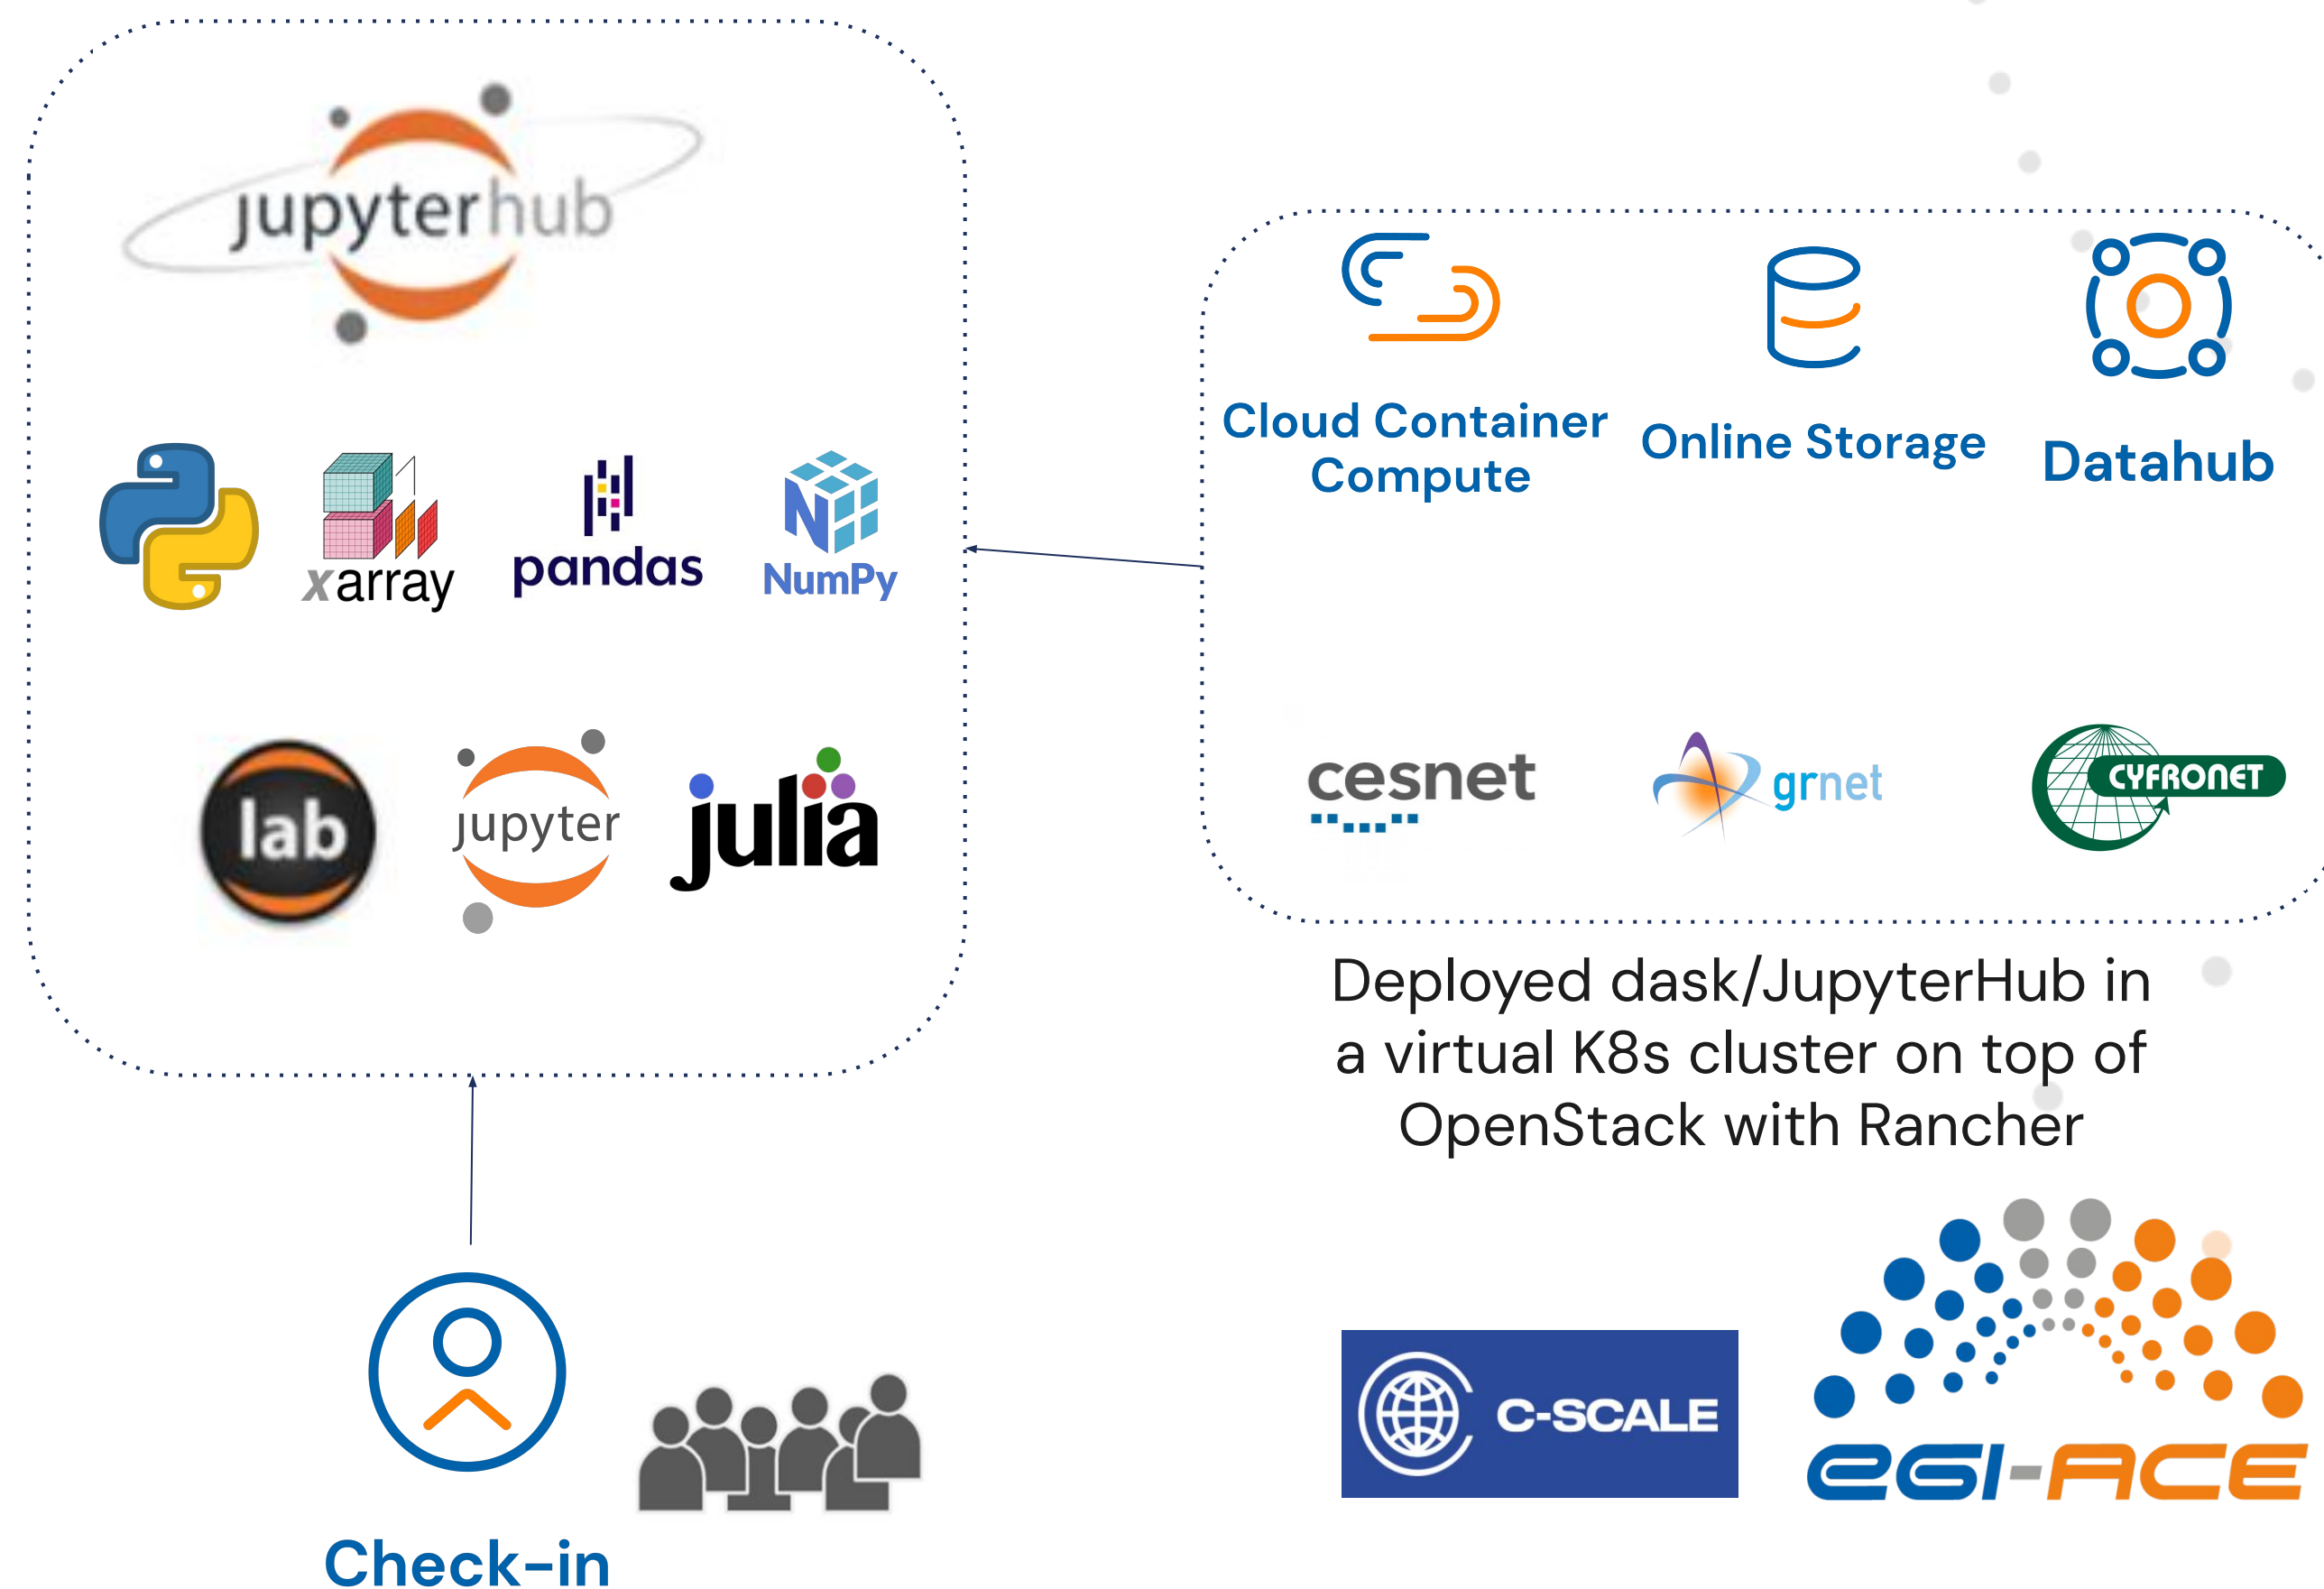 jupyterhub
xarray
pandas
NumPy
lab
jupyter
julia
Cloud Container
Compute
Online Storage
Datahub
cesnet
grnet
CYFRONET
Deployed dask/JupyterHub in
a virtual K8s cluster on top of
OpenStack with Rancher
C-SCALE
eGI-ACE
Check-in